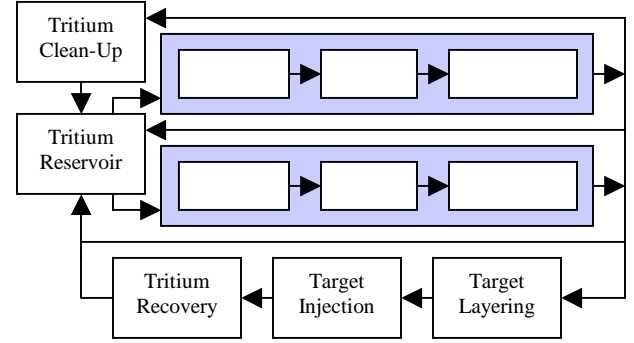 Tritium
Clean-Up
Tritium
Reservoir
Tritium
Recovery
Target
Injection
Target
Layering